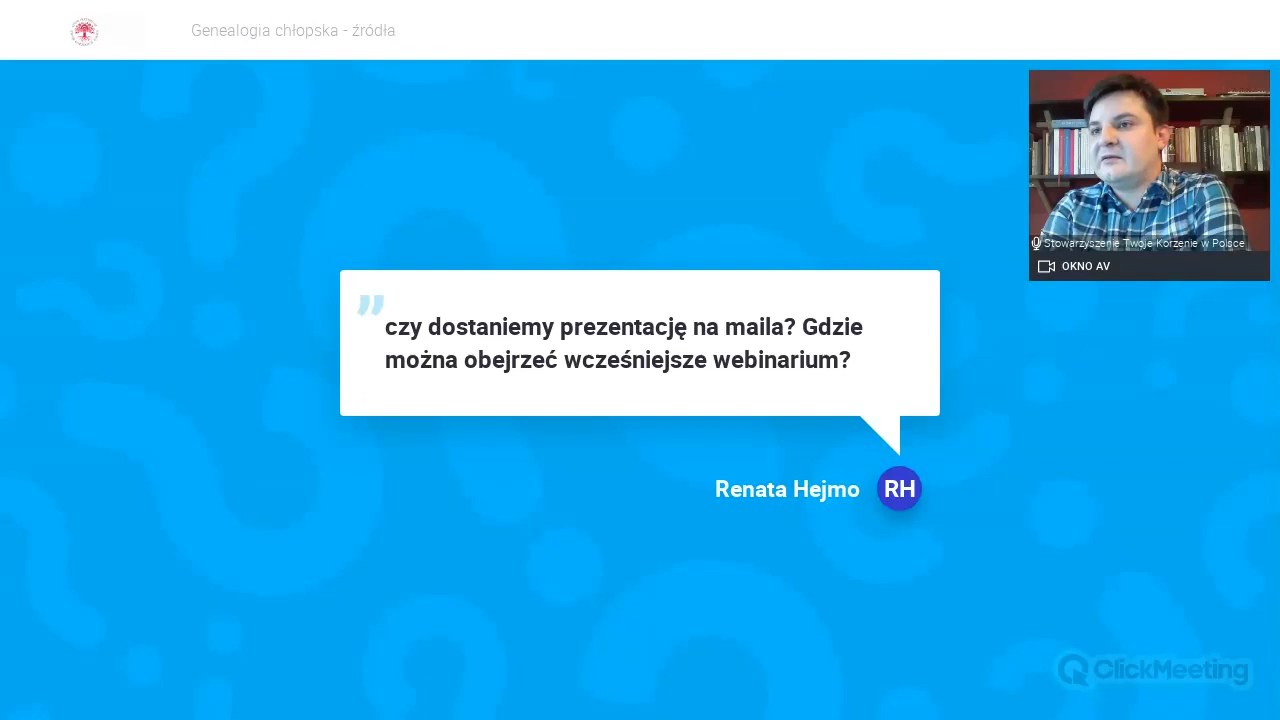 Genealogia chłopska - źródła
Stowarzyszenie Twoje Korzenie w Polsce
OKNO AV
” czy dostaniemy prezentację na maila? Gdzie
można obejrzeć wcześniejsze webinarium?
Renata Hejmo RH
ClickMeeting